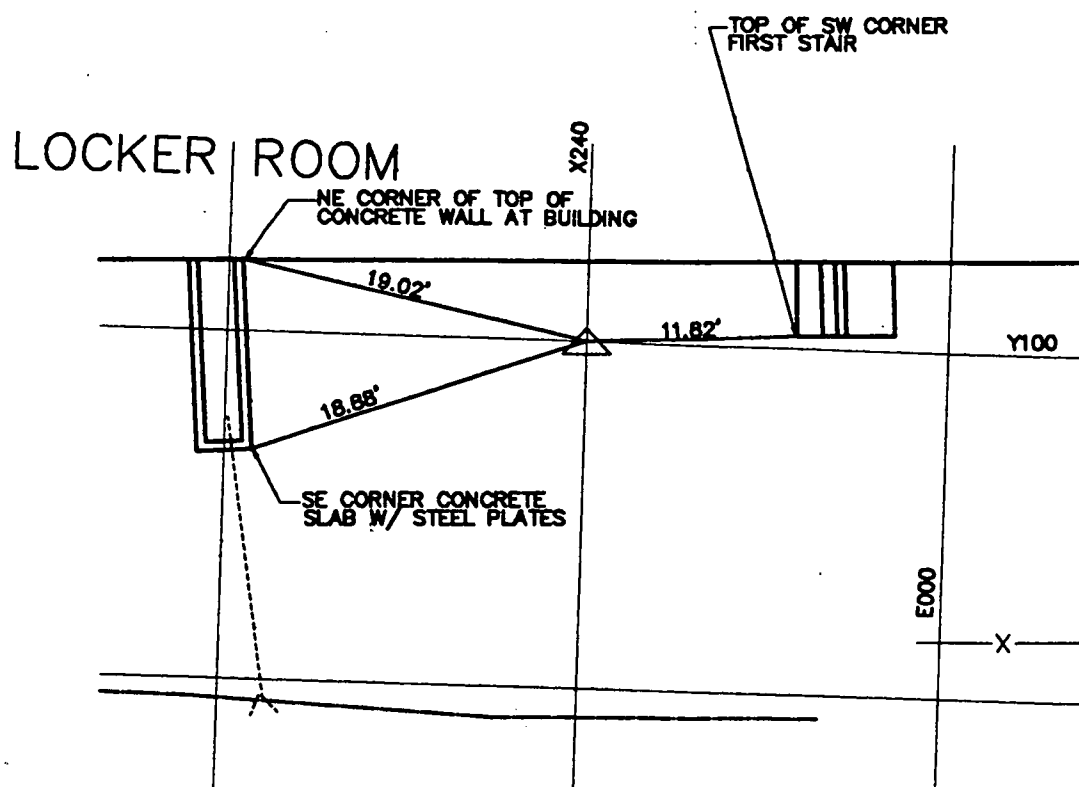 TOP OF SW CORNER
FIRST STAIR
X240
LOCKER ROOM
NE CORNER OF TOP OF
CONCRETE WALL AT BUILDING
19.02'
11.82'
Y100
18.88'
SE CORNER CONCRETE
SLAB W/ STEEL PLATES
E000
X